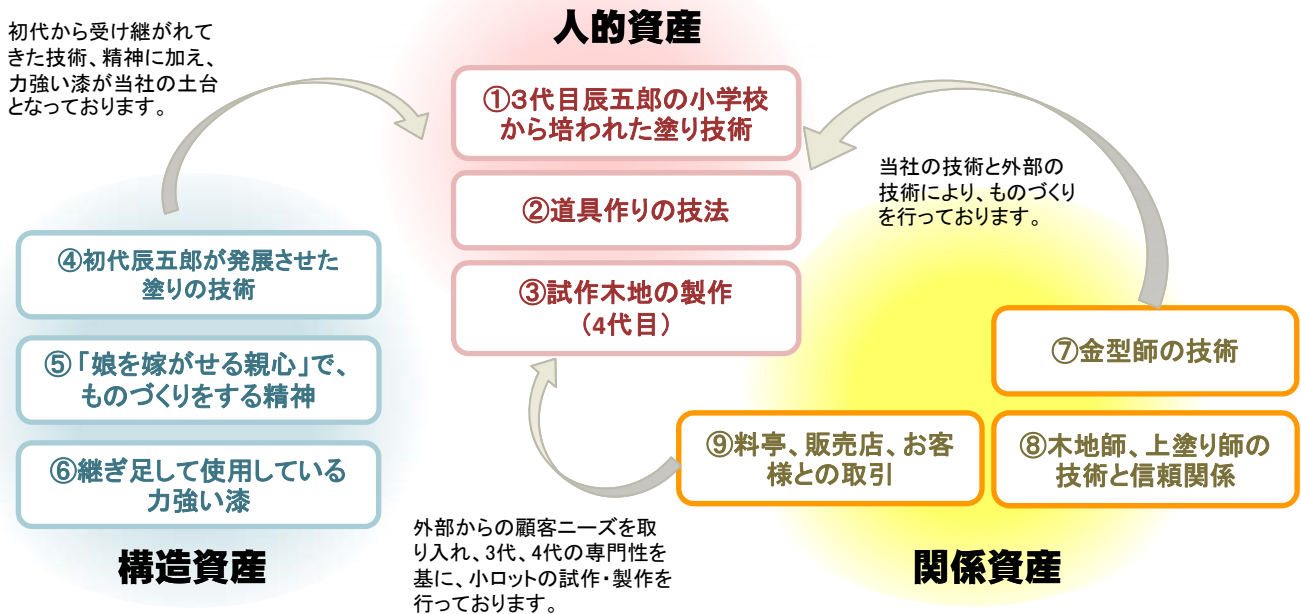 初代から受け継がれて
きた技術、精神に加え、
力強い漆が当社の土台
となっております。
人的資産
①3代目辰五郎の小学校
から培われた塗り技術
②道具作りの技法
③試作木地の製作
(4代目)
当社の技術と外部の
技術により、ものづくり
を行っております。
④初代辰五郎が発展させた
塗りの技術
⑤「娘を嫁がせる親心」で、
ものづくりをする精神
⑥継ぎ足して使用している
力強い漆
構造資産
⑦金型師の技術
⑨料亭、販売店、お客
様との取引
⑧木地師、上塗り師の
技術と信頼関係
外部からの顧客ニーズを取
り入れ、3代、4代の専門性を
基に、小ロットの試作・製作を
行っております。
関係資産